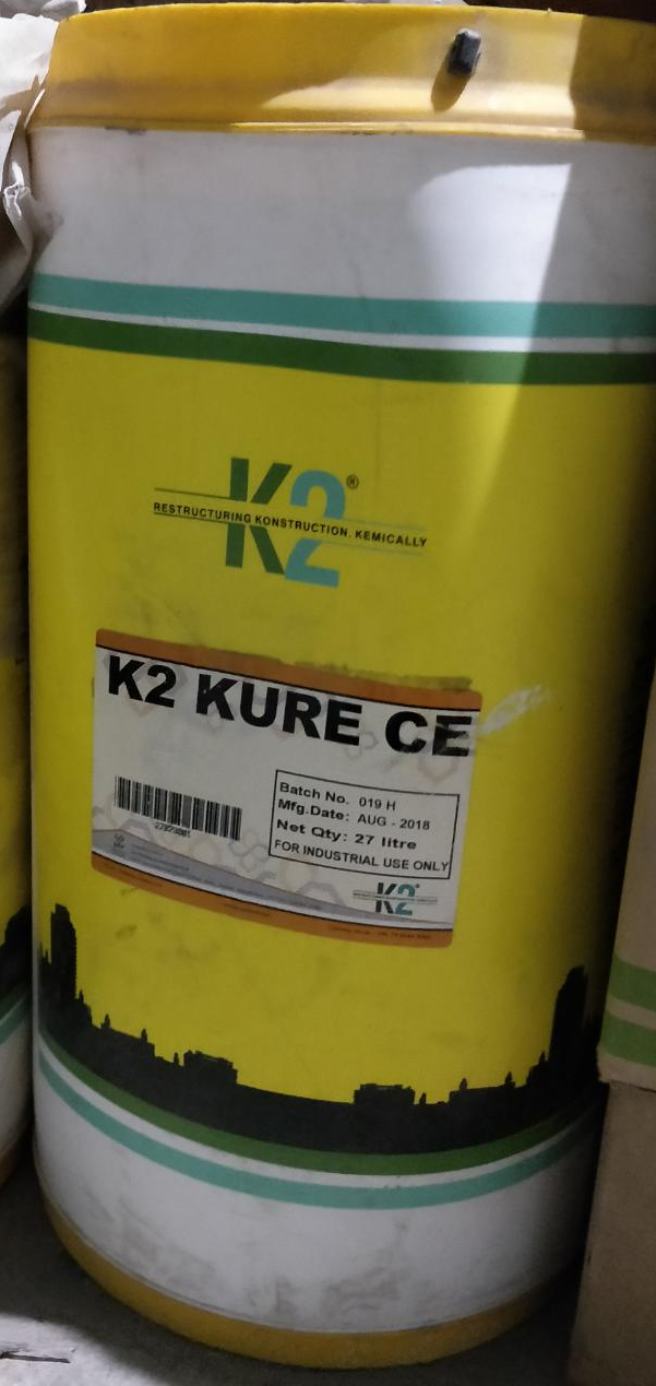 K2®
RESTRUCTURING KONSTRUCTION. KEMICALLY
K2 KURE CE
Batch No. 019 H
Mfg.Date: AUG - 2018
Net Qty: 27 litre
FOR INDUSTRIAL USE ONLY
K2